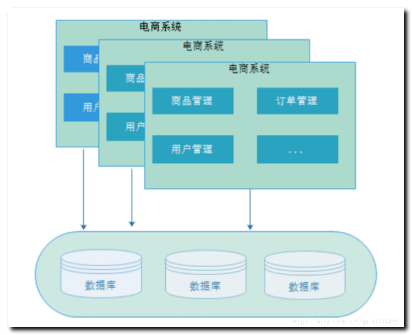 电商系统
电商系统
电商系统
商品
商品
商品管理
订单管理
用户
用户
用户管理
...
数据库
数据库
数据库